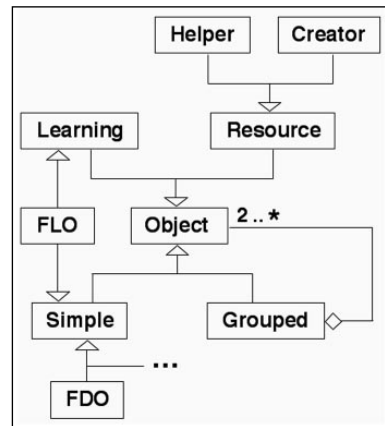 Helper
Creator
Learning
Resource
FLO
Object
2 .. *
Simple
Grouped
...
FDO